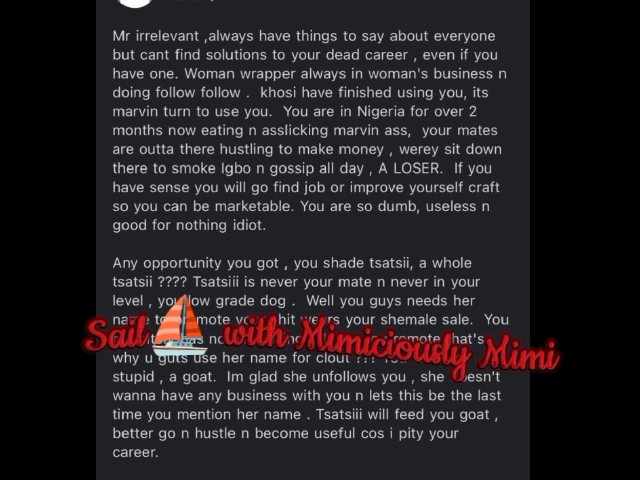 Mr irrelevant ,always have things to say about everyone
but cant find solutions to your dead career , even if you
have one. Woman wrapper always in woman's business n
doing follow follow . khosi have finished using you, its
marvin turn to use you. You are in Nigeria for over 2
months now eating n asslicking marvin ass, your mates
are outta there hustling to make money , werey sit down
there to smoke Igbo n gossip all day , A LOSER. If you
have sense you will go find job or improve yourself craft
so you can be marketable. You are so dumb, useless n
good for nothing idiot.
Any opportunity you got , you shade tsatsii, a whole
tsatsii ???? Tsatsiii is never your mate n never in your
level , you low grade dog . Well you guys needs her
name to your shemale sale. You
Sail with Mimiciously Mimi
that's
why u guts use her name for clout ???
stupid , a goat. Im glad she unfollows you , she doesn't
wanna have any business with you n lets this be the last
time you mention her name . Tsatsiii will feed you goat ,
better go n hustle n become useful cos i pity your
career.